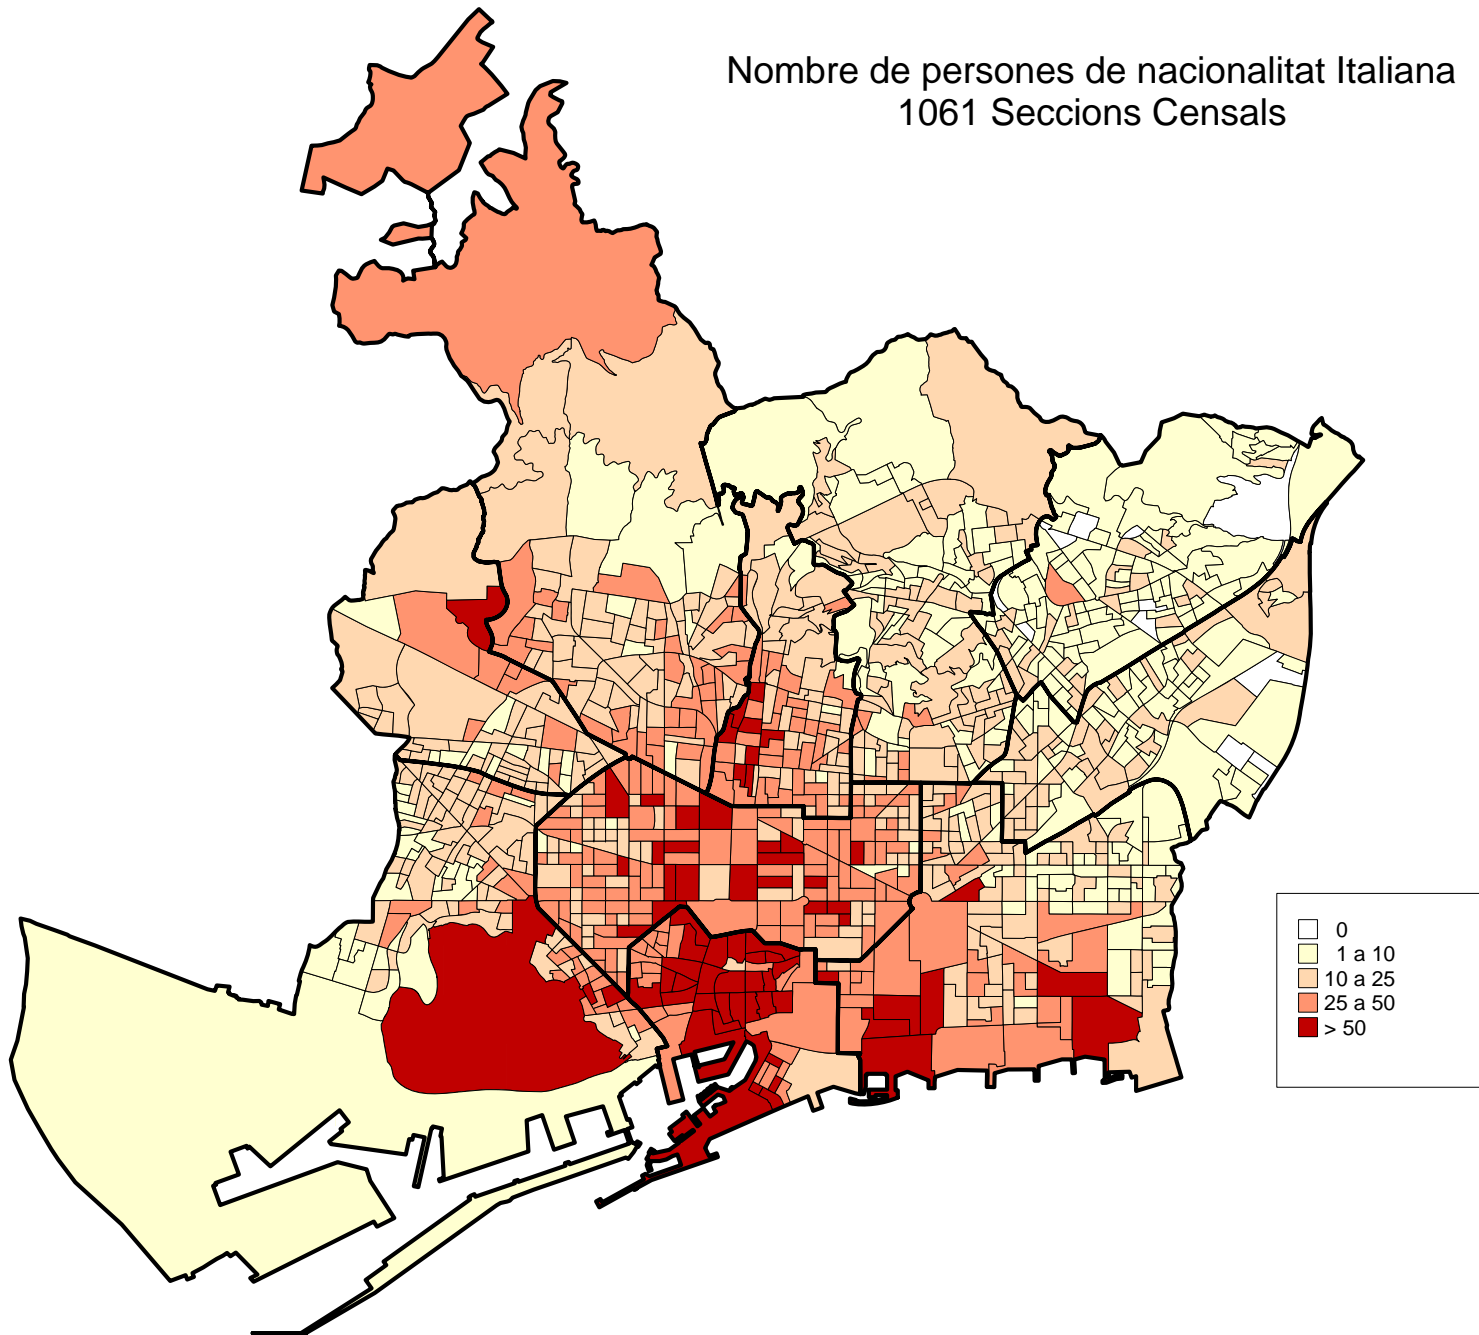 Nombre de persones de nacionalitat Italiana
1061 Seccions Censals
0
1 a 10
10 a 25
25 a 50
> 50